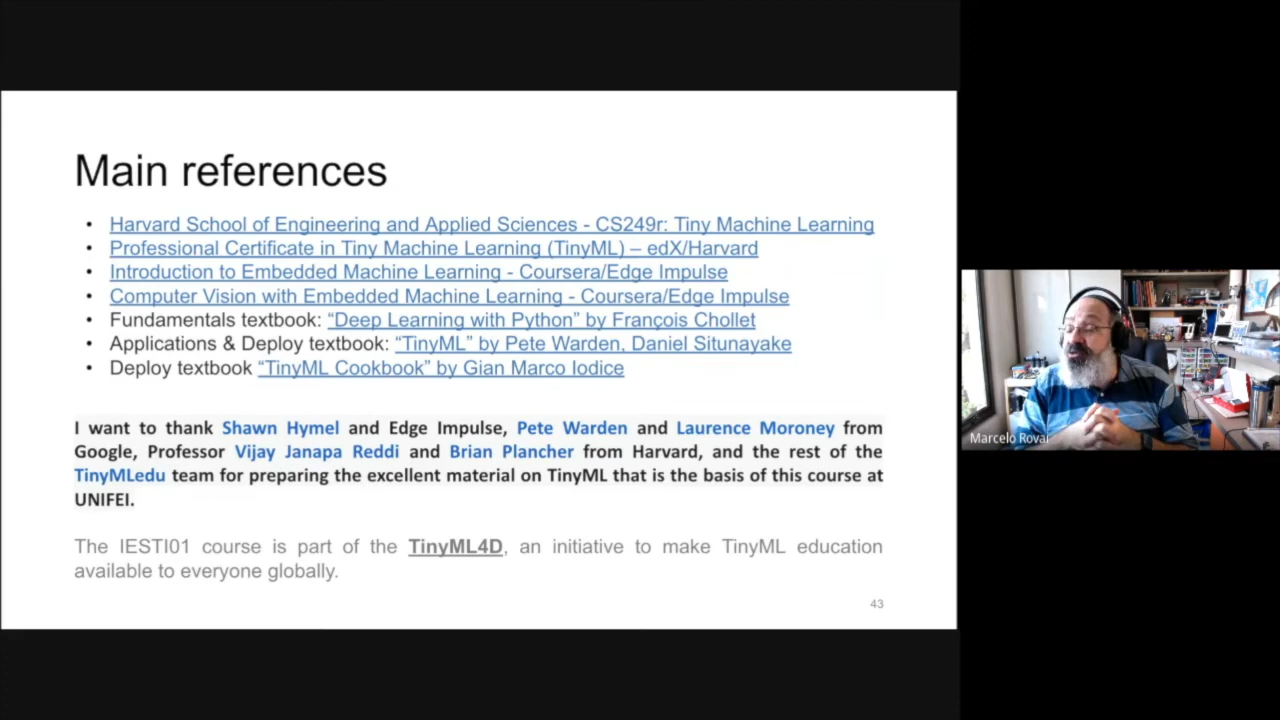 Main references
• Harvard School of Engineering and Applied Sciences - CS249r: Tiny Machine Learning
• Professional Certificate in Tiny Machine Learning (TinyML) – edX/Harvard
• Introduction to Embedded Machine Learning - Coursera/Edge Impulse
• Computer Vision with Embedded Machine Learning - Coursera/Edge Impulse
• Fundamentals textbook: “Deep Learning with Python” by François Chollet
• Applications & Deploy textbook: “TinyML” by Pete Warden, Daniel Situnayake
• Deploy textbook “TinyML Cookbook” by Gian Marco Iodice
I want to thank Shawn Hymel and Edge Impulse, Pete Warden and Laurence Moroney from
Google, Professor Vijay Janapa Reddi and Brian Plancher from Harvard, and the rest of the
TinyMLedu team for preparing the excellent material on TinyML that is the basis of this course at
UNIFEI.
The IESTI01 course is part of the TinyML4D, an initiative to make TinyML education
available to everyone globally.
43
Marcelo Rovai